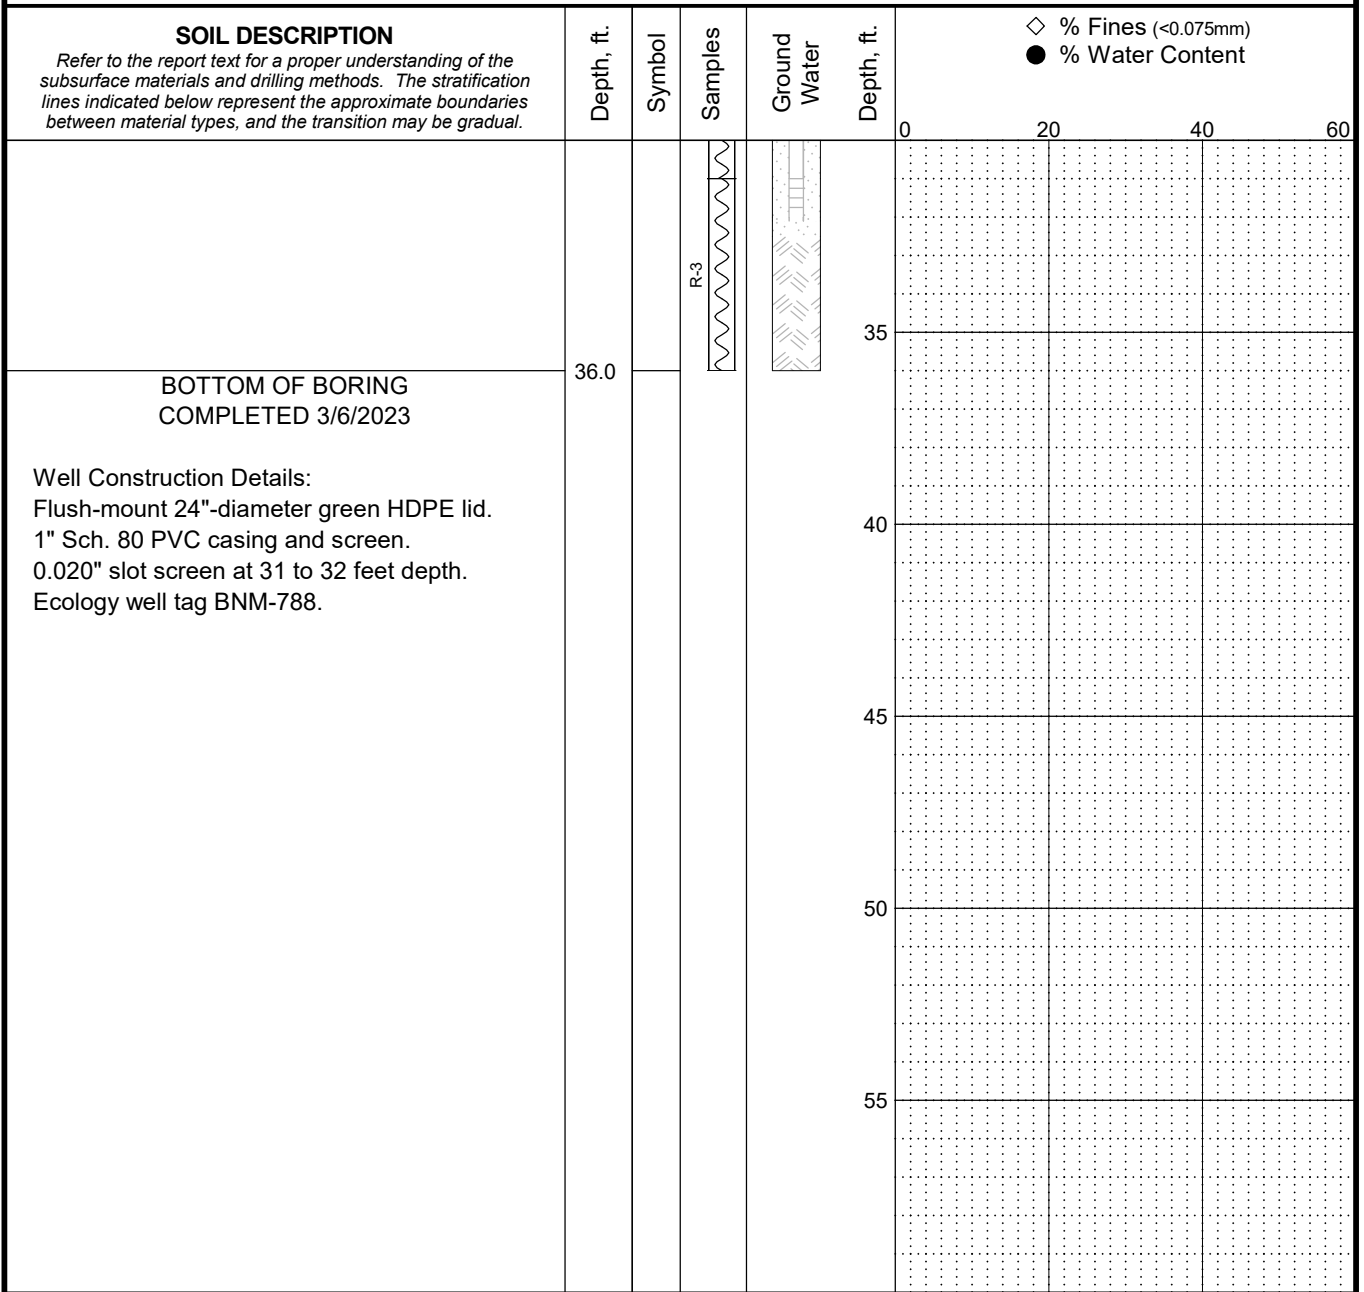 SOIL DESCRIPTION
Refer to the report text for a proper understanding of the
subsurface materials and drilling methods. The stratification
lines indicated below represent the approximate boundaries
between material types, and the transition may be gradual.
Depth, ft.
Symbol
Samples
Ground
Water
Depth, ft.
◇ % Fines (<0.075mm)
● % Water Content
0 20 40 60
R-3
35
36.0
BOTTOM OF BORING
COMPLETED 3/6/2023
Well Construction Details:
Flush-mount 24"-diameter green HDPE lid.
1" Sch. 80 PVC casing and screen.
0.020" slot screen at 31 to 32 feet depth.
Ecology well tag BNM-788.
40
45
50
55